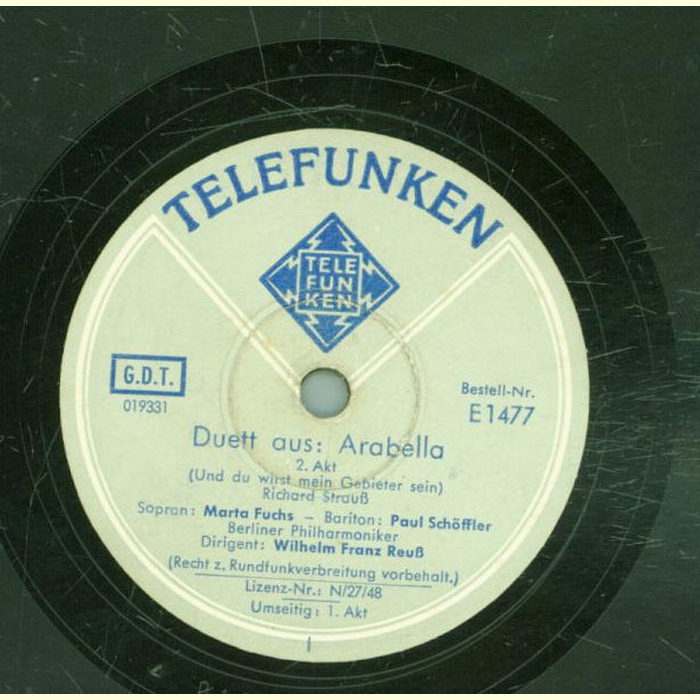 TELEFUNKEN
TELE
FUN
KEN
G.D.T.
019331
Bestell-Nr.
E1477
Duett aus: Arabella
2. Akt
(Und du wirst mein Gebieter sein)
Richard Strauß
Sopran: Marta Fuchs – Bariton: Paul Schöffler
Berliner Philharmoniker
Dirigent: Wilhelm Franz Reuß
(Recht z. Rundfunkverbreitung vorbehalt.)
Lizenz-Nr.: N/27/48
Umseitig: 1. Akt
I